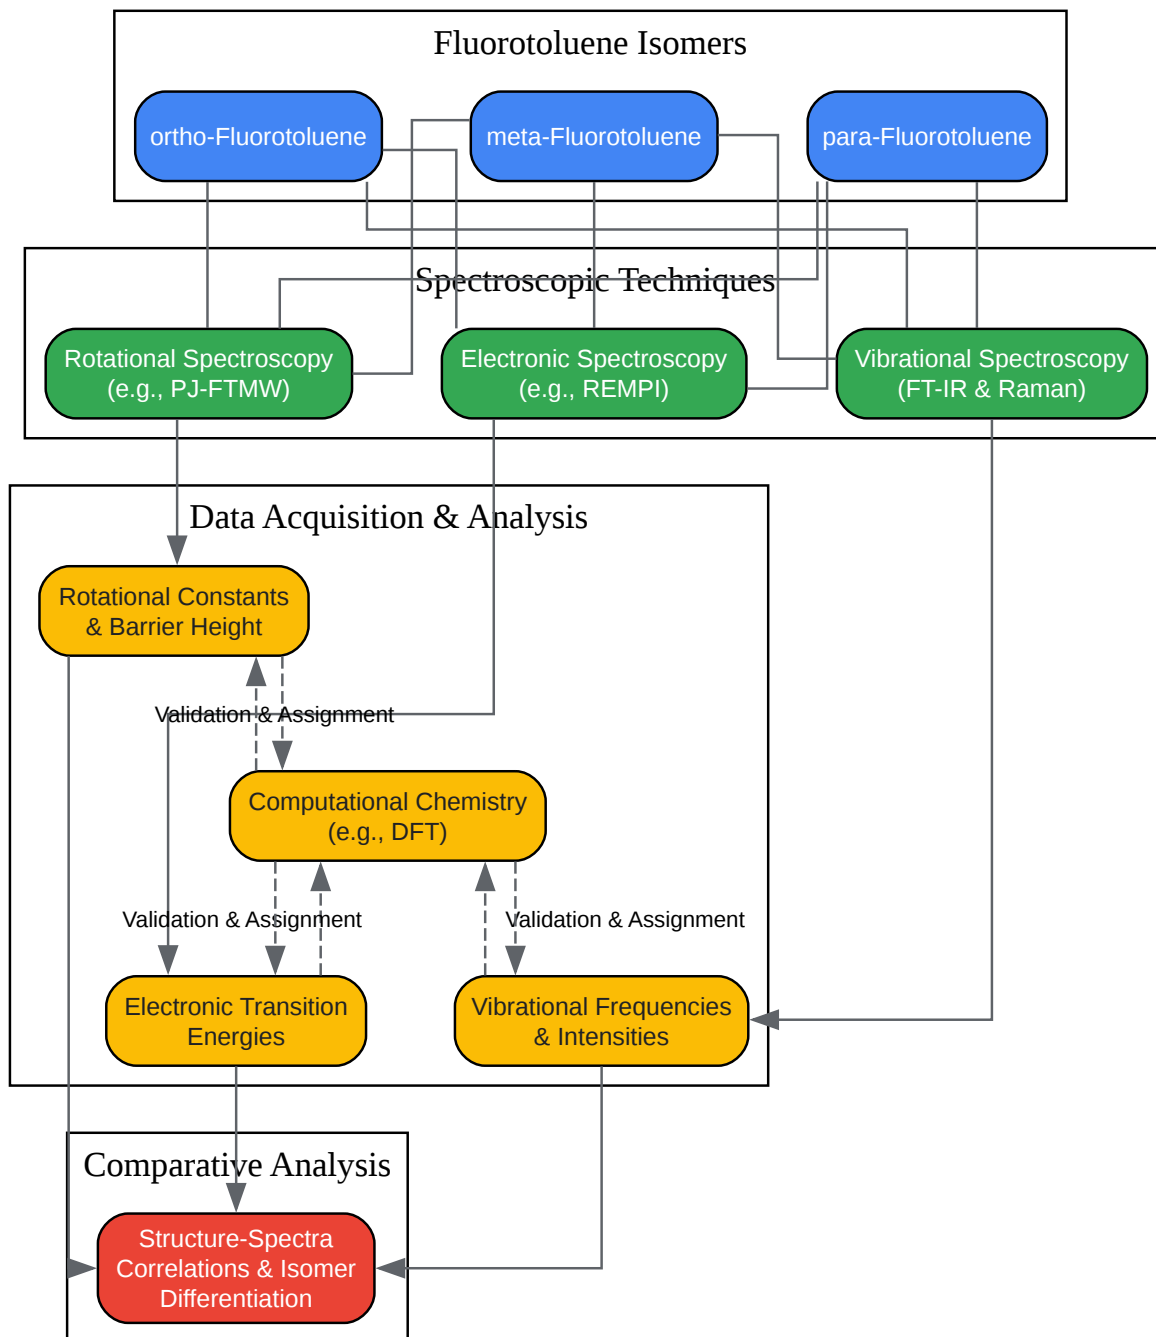 Fluorotoluene Isomers
ortho-Fluorotoluene
meta-Fluorotoluene
para-Fluorotoluene
Spectroscopic Techniques
Rotational Spectroscopy
(e.g., PJ-FTMW)
Electronic Spectroscopy
(e.g., REMPI)
Vibrational Spectroscopy
(FT-IR & Raman)
Data Acquisition & Analysis
Rotational Constants
& Barrier Height
Validation & Assignment
Computational Chemistry
(e.g., DFT)
Validation & Assignment
Validation & Assignment
Electronic Transition
Energies
Vibrational Frequencies
& Intensities
Comparative Analysis
Structure-Spectra
Correlations & Isomer
Differentiation